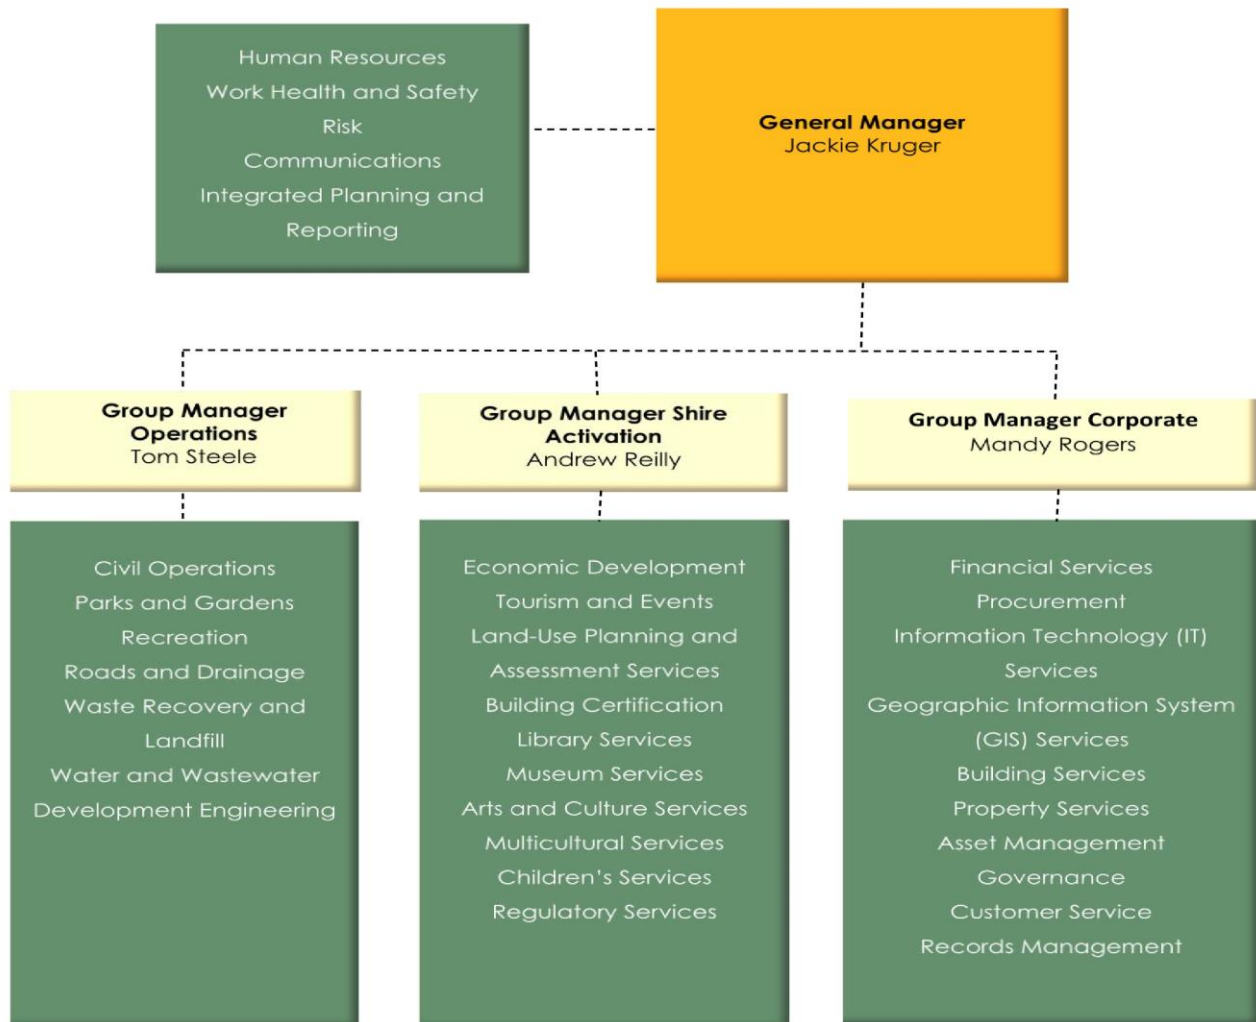 Human Resources
Work Health and Safety
Risk
Communications
Integrated Planning and
Reporting
General Manager
Jackie Kruger
Group Manager
Operations
Tom Steele
Group Manager Shire
Activation
Andrew Reilly
Group Manager Corporate
Mandy Rogers
Civil Operations
Parks and Gardens
Recreation
Roads and Drainage
Waste Recovery and
Landfill
Water and Wastewater
Development Engineering
Economic Development
Tourism and Events
Land-Use Planning and
Assessment Services
Building Certification
Library Services
Museum Services
Arts and Culture Services
Multicultural Services
Children’s Services
Regulatory Services
Financial Services
Procurement
Information Technology (IT)
Services
Geographic Information System
(GIS) Services
Building Services
Property Services
Asset Management
Governance
Customer Service
Records Management